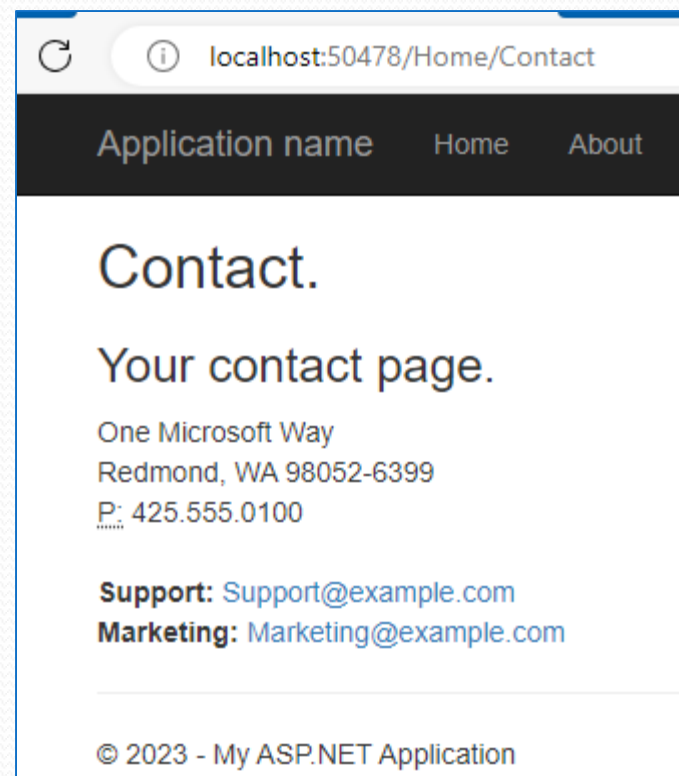 localhost:50478/Home/Contact
Application name Home About
Contact.
Your contact page.
One Microsoft Way
Redmond, WA 98052-6399
P: 425.555.0100
Support: Support@example.com
Marketing: Marketing@example.com
© 2023 - My ASP.NET Application